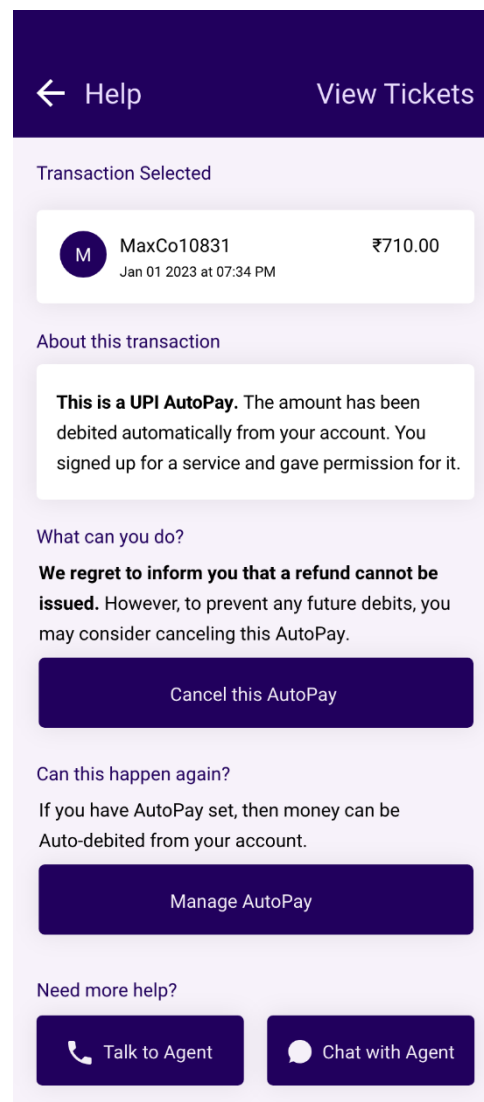 Help
View Tickets
Transaction Selected
M
MaxCo10831
₹710.00
Jan 01 2023 at 07:34 PM
About this transaction
This is a UPI AutoPay. The amount has been
debited automatically from your account. You
signed up for a service and gave permission for it.
What can you do?
We regret to inform you that a refund cannot be
issued. However, to prevent any future debits, you
may consider canceling this AutoPay.
Cancel this AutoPay
Can this happen again?
If you have AutoPay set, then money can be
Auto-debited from your account.
Manage AutoPay
Need more help?
Talk to Agent
Chat with Agent